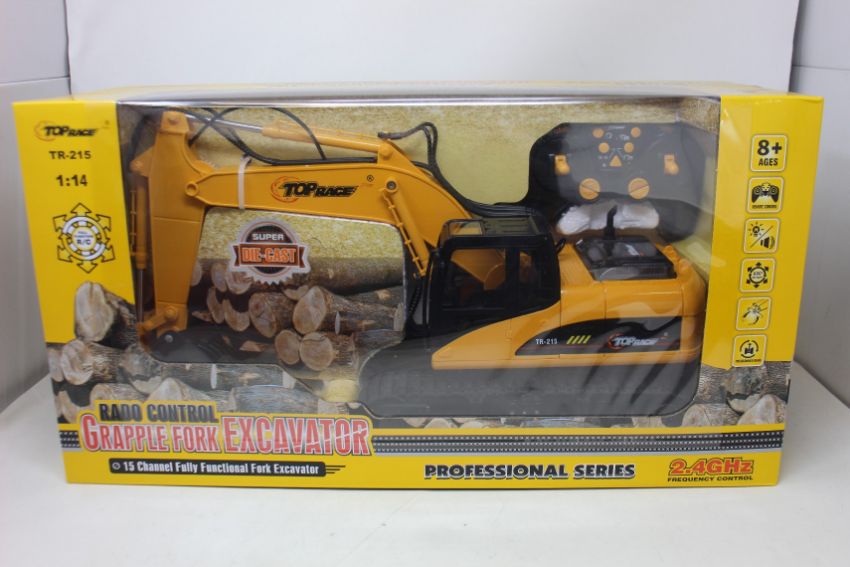 TOP RACE
TR-215
1:14
R/C
TOP RACE ®
SUPER
DIE-CAST
TR-215
TOP RACE
8+
AGES
RADO CONTROL
GRAPPLE FORK EXCAVATOR
15 Channel Fully Functional Fork Excavator
PROFESSIONAL SERIES
2.4GHz
FREQUENCY CONTROL